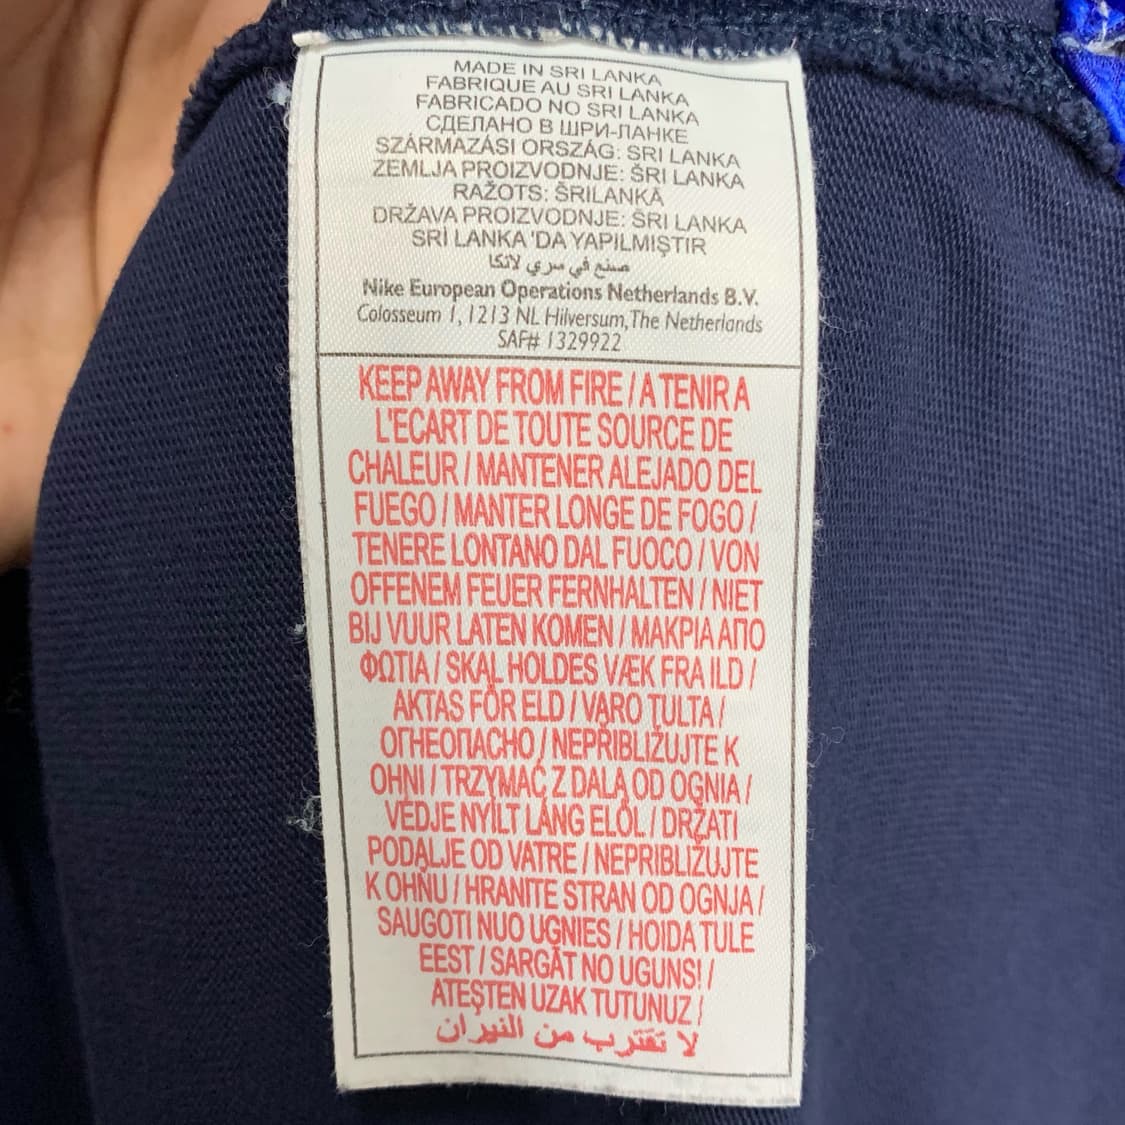 MADE IN SRI LANKA
FABRIQUE AU SRI LANKA
FABRICADO NO SRI LANKA
СДЕЛАНО В ШРИ-ЛАНКЕ
SZÁRMAZÁSI ORSZÁG: SRI LANKA
ZEMLJA PROIZVODNJE: ŠRI LANKA
RAŽOTS: ŠRILANKĀ
DRŽAVA PROIZVODNJE: ŠRI LANKA
SRİ LANKA 'DA YAPILMIŞTIR
صنع في سري لانكا
Nike European Operations Netherlands B.V.
Colosseum 1, 1213 NL Hilversum, The Netherlands
SAF# 1329922
KEEP AWAY FROM FIRE / A TENIR A
L'ECART DE TOUTE SOURCE DE
CHALEUR / MANTENER ALEJADO DEL
FUEGO / MANTER LONGE DE FOGO /
TENERE LONTANO DAL FUOCO / VON
OFFENEM FEUER FERNHALTEN / NIET
BIJ VUUR LATEN KOMEN / ΜΑΚΡΙΑ ΑΠΟ
ΦΩΤΙΑ / SKAL HOLDES VÆK FRA ILD /
AKTAS FÖR ELD / VARO TULTA /
ОГНЕОПАСНО / NEPŘIBLIŽUJTE K
OHNI / TRZYMAĆ Z DALA OD OGNIA /
VÉDJE NYÍLT LÁNG ELŐL / DRŽATI
PODALJE OD VATRE / NEPRIBLIŽUJTE
K OHŇU / HRANITE STRAN OD OGNJA /
SAUGOTI NUO UGNIES / HOIDA TULE
EEST / SARGĀT NO UGUNS! /
ATEŞTEN UZAK TUTUNUZ /
لا تقترب من النيران